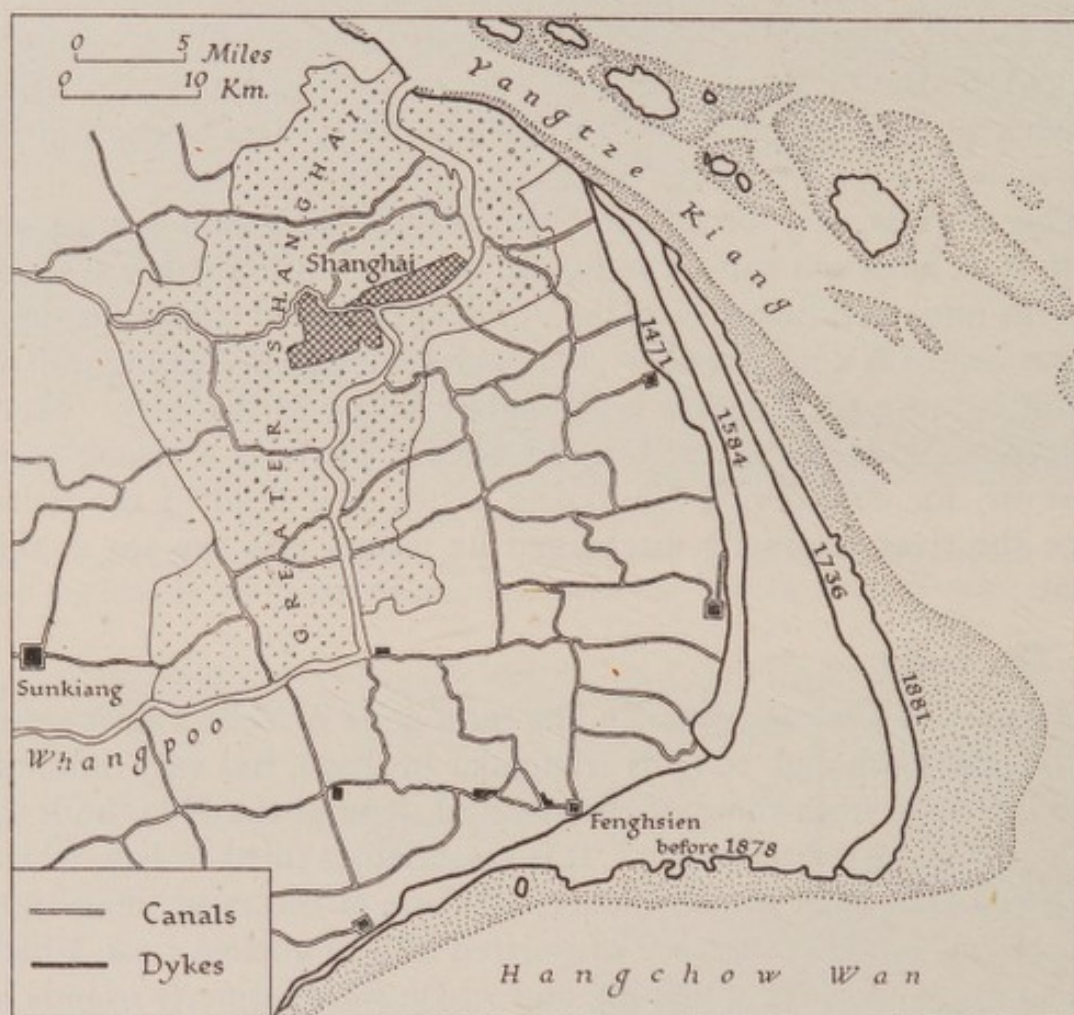 0 5 Miles
0 10 Km.
Yangtze Kiang
GREATER SHANGHAI
Shanghai
1471
1584
1736
1881
Sunkiang
Whangpoo
Fenghsien
before 1878
Canals
Dykes
Hangchow Wan